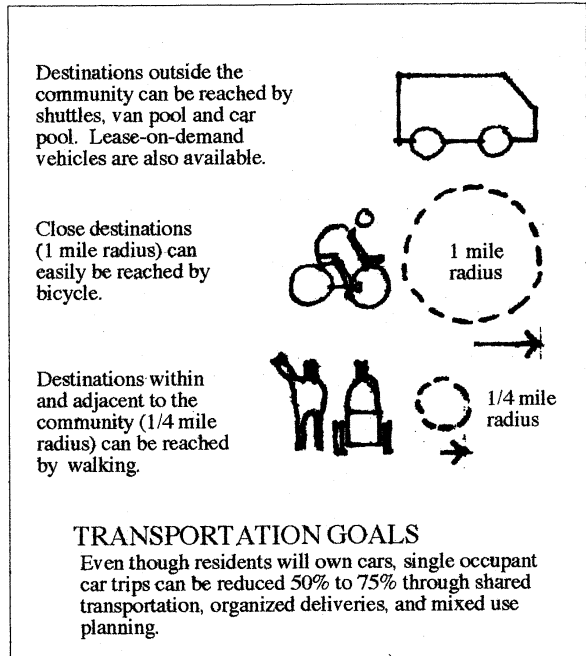 Destinations outside the
community can be reached by
shuttles, van pool and car
pool. Lease-on-demand
vehicles are also available.
Close destinations
(1 mile radius) can
easily be reached by
bicycle.
1 mile
radius
Destinations within
and adjacent to the
community (1/4 mile
radius) can be reached
by walking.
1/4 mile
radius
TRANSPORTATION GOALS
Even though residents will own cars, single occupant
car trips can be reduced 50% to 75% through shared
transportation, organized deliveries, and mixed use
planning.